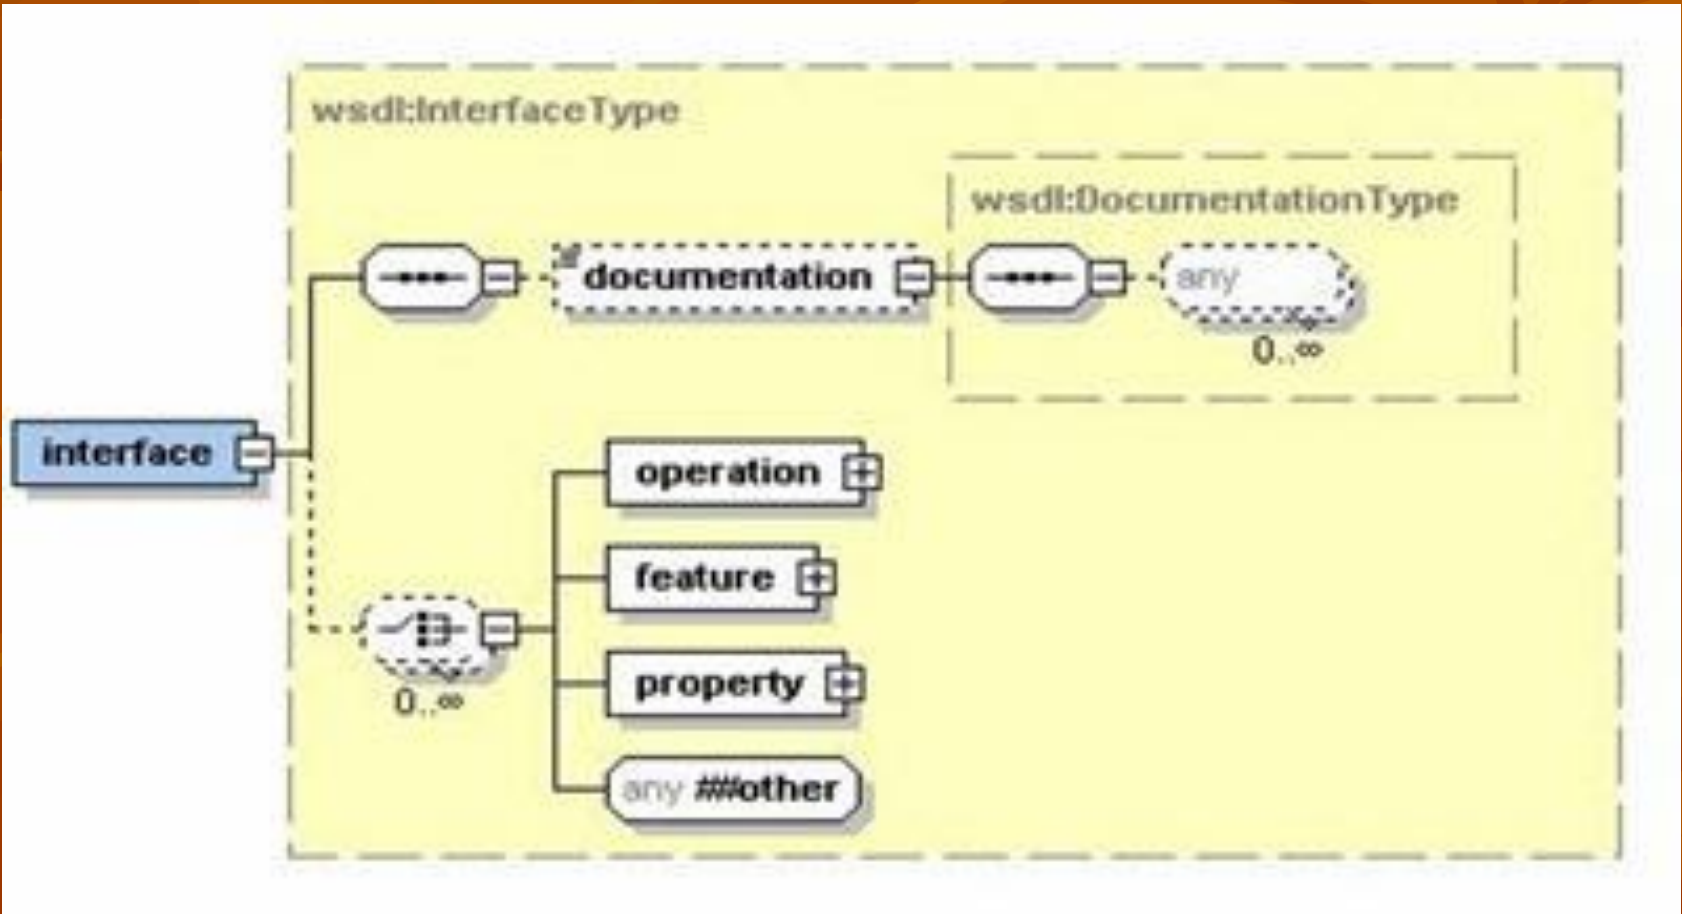 wsdl:InterfaceType
wsdl:DocumentationType
documentation
any
0..∞
interface
operation
feature
property
0..∞
any ##other